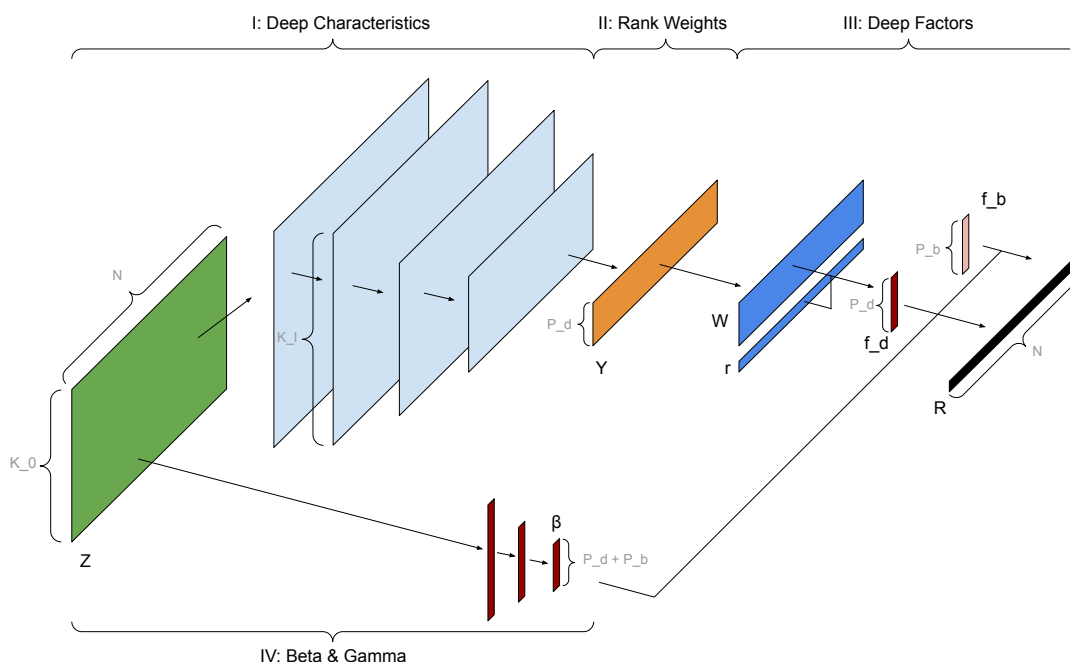 I: Deep Characteristics
II: Rank Weights
III: Deep Factors
N
K_0
Z
K_l
P_d
Y
W
r
f_b
P_b
P_d
f_d
R
N
β
P_d + P_b
IV: Beta & Gamma